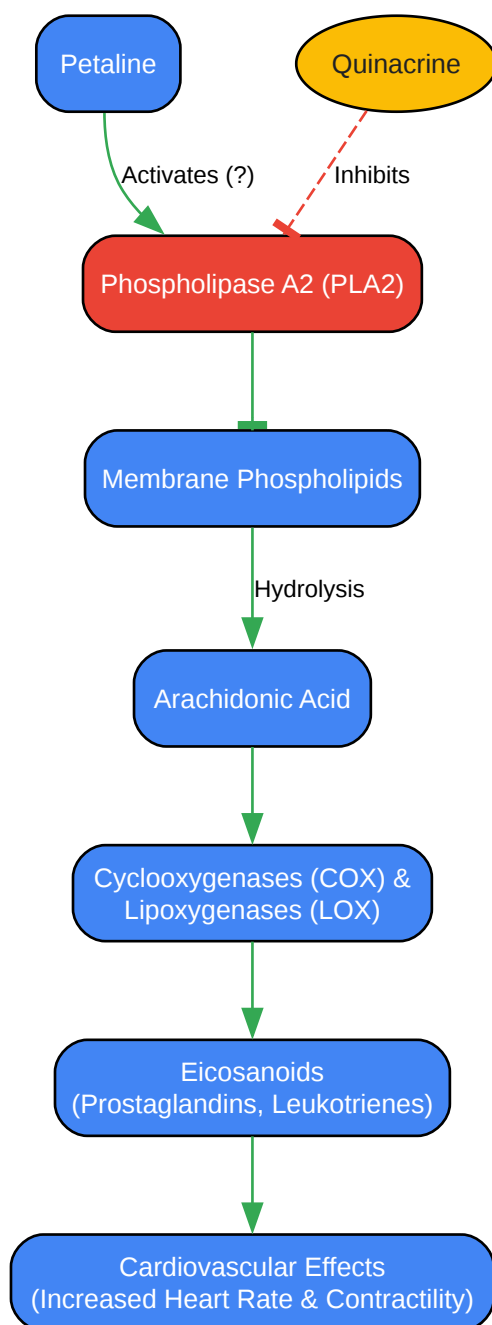 Petaline
Quinacrine
Activates (?)
Inhibits
Phospholipase A2 (PLA2)
Membrane Phospholipids
Hydrolysis
Arachidonic Acid
Cyclooxygenases (COX) &
Lipoxygenases (LOX)
Eicosanoids
(Prostaglandins, Leukotrienes)
Cardiovascular Effects
(Increased Heart Rate & Contractility)